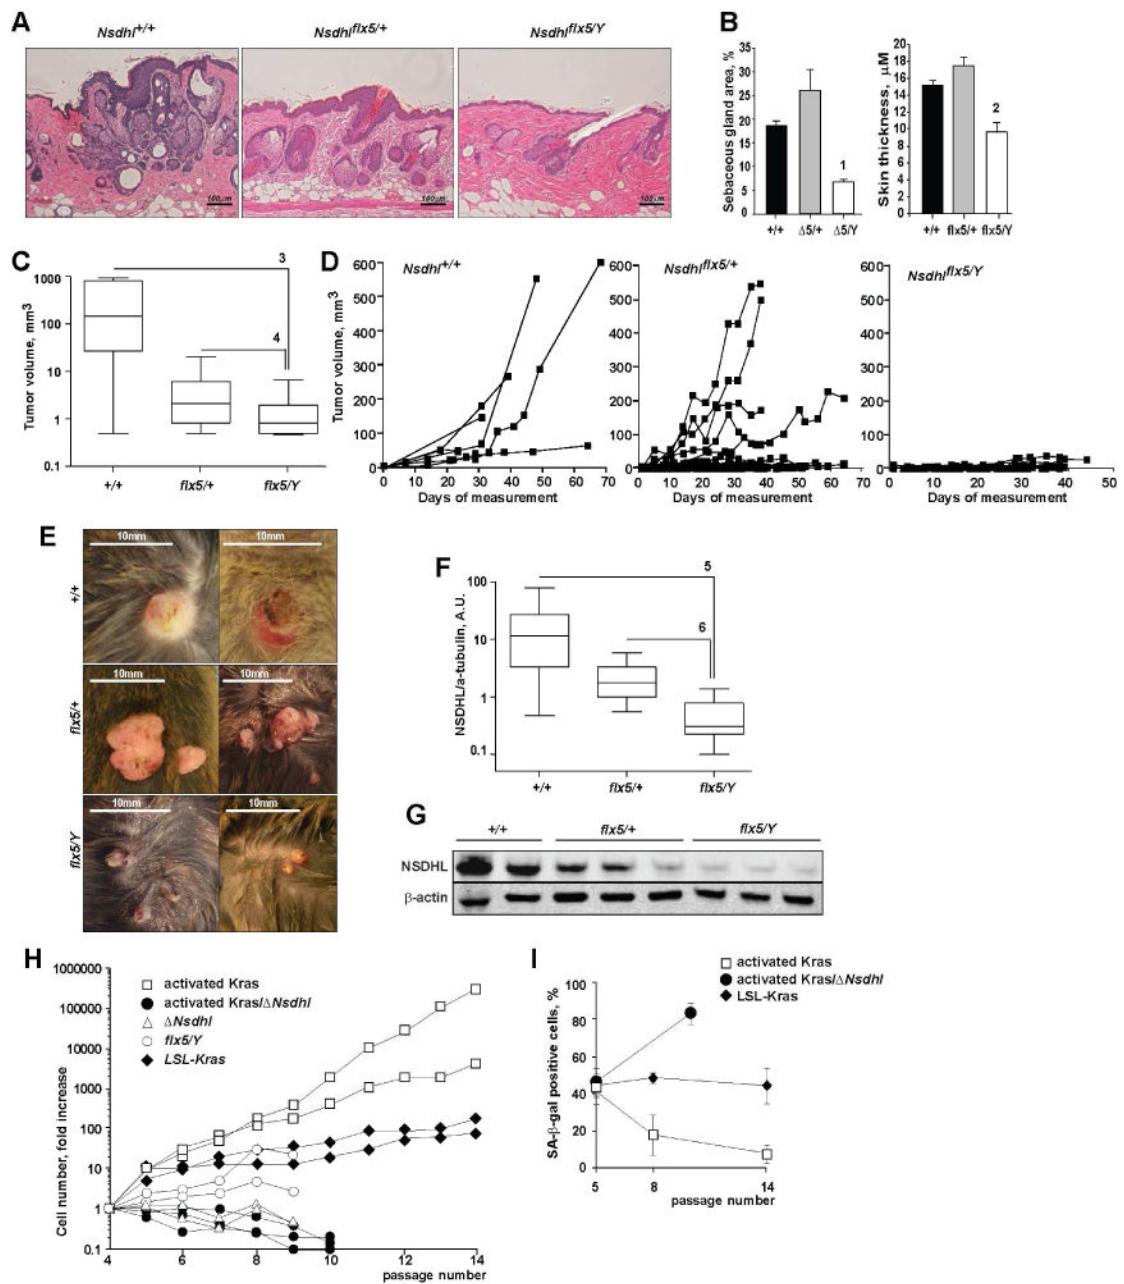 A
Nsdhl+/+
Nsdhlflx5/+
Nsdhlflx5/Y
100μm
100μm
100μm
B
Sebaceous gland area, %
35
30
25
20
15
10
5
0
1
+/+ Δ5/+ Δ5/Y
Skin thickness, μM
20
18
16
14
12
10
8
6
4
2
0
2
+/+ flx5/+ flx5/Y
C
Tumor volume, mm3
1000
100
10
1
0.1
3
4
+/+ flx5/+ flx5/Y
D
Tumor volume, mm3
Nsdhl+/+
600
500
400
300
200
100
0
0 10 20 30 40 50 60 70
Days of measurement
Nsdhlflx5/+
600
500
400
300
200
100
0
0 10 20 30 40 50 60 70
Days of measurement
Nsdhlflx5/Y
600
500
400
300
200
100
0
0 10 20 30 40 50
Days of measurement
E
+/+
10mm 10mm
flx5/+
10mm 10mm
flx5/Y
10mm 10mm
F
NSDHL/a-tubulin, A.U.
100
10
1
0.1
5
6
+/+ flx5/+ flx5/Y
G
+/+ flx5/+ flx5/Y
NSDHL
β-actin
H
Cell number, fold increase
1000000
100000
10000
1000
100
10
1
0.1
activated Kras
activated Kras/ΔNsdhl
ΔNsdhl
flx5/Y
LSL-Kras
4 6 8 10 12 14
passage number
I
activated Kras
activated Kras/ΔNsdhl
LSL-Kras
SA-β-gal positive cells, %
100
80
60
40
20
0
5 8 14
passage number